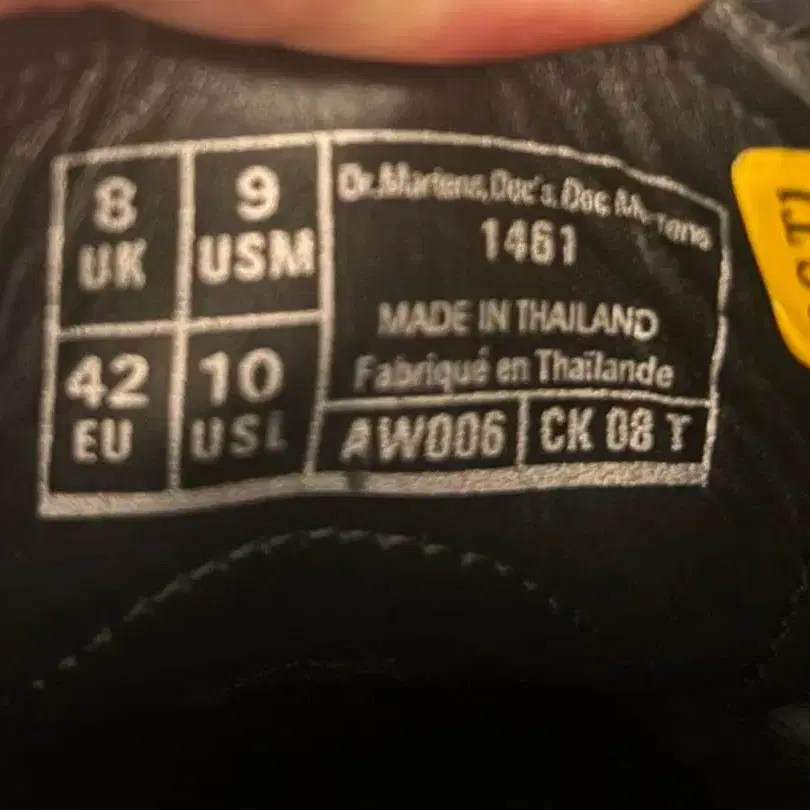 8
UK
9
USM
42
EU
10
USL
Dr.Martens, Doc's. Doc Martens
1461
MADE IN THAILAND
Fabriqué en Thaïlande
AW006
CK 08 T